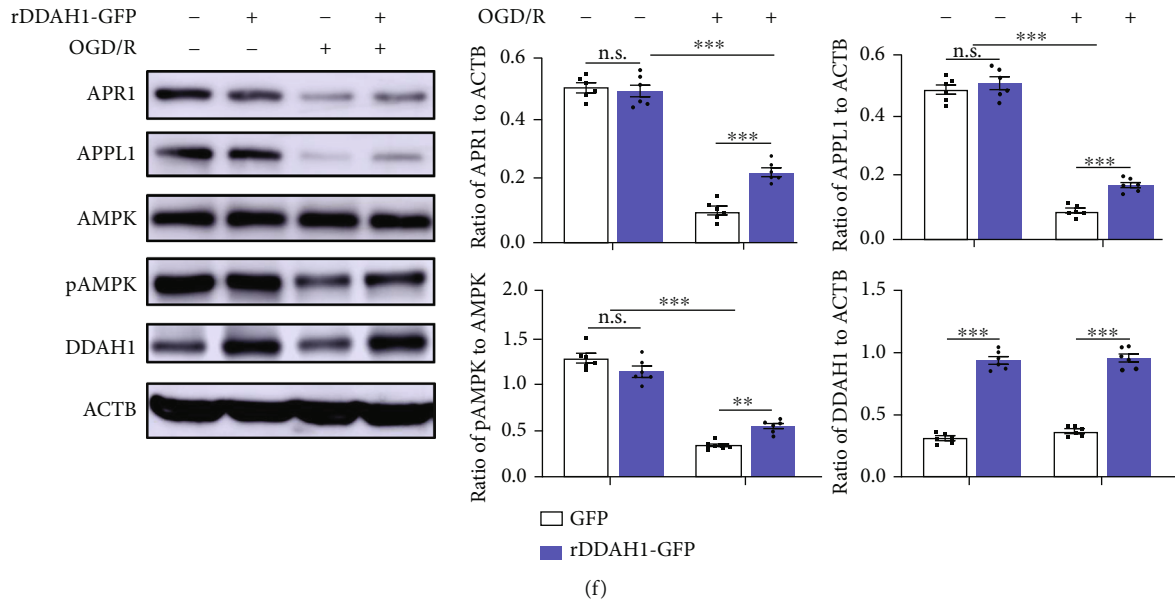 rDDAH1-GFP − + − +
OGD/R − − + +
APR1
APPL1
AMPK
pAMPK
DDAH1
ACTB
OGD/R − − + +
Ratio of APR1 to ACTB
0.6
0.4
0.2
0.0
n.s.
***
***
− − + +
Ratio of APPL1 to ACTB
0.6
0.4
0.2
0.0
n.s.
***
***
Ratio of pAMPK to AMPK
2.0
1.5
1.0
0.5
0.0
n.s.
***
**
Ratio of DDAH1 to ACTB
1.5
1.0
0.5
0.0
***
***
GFP
rDDAH1-GFP
(f)